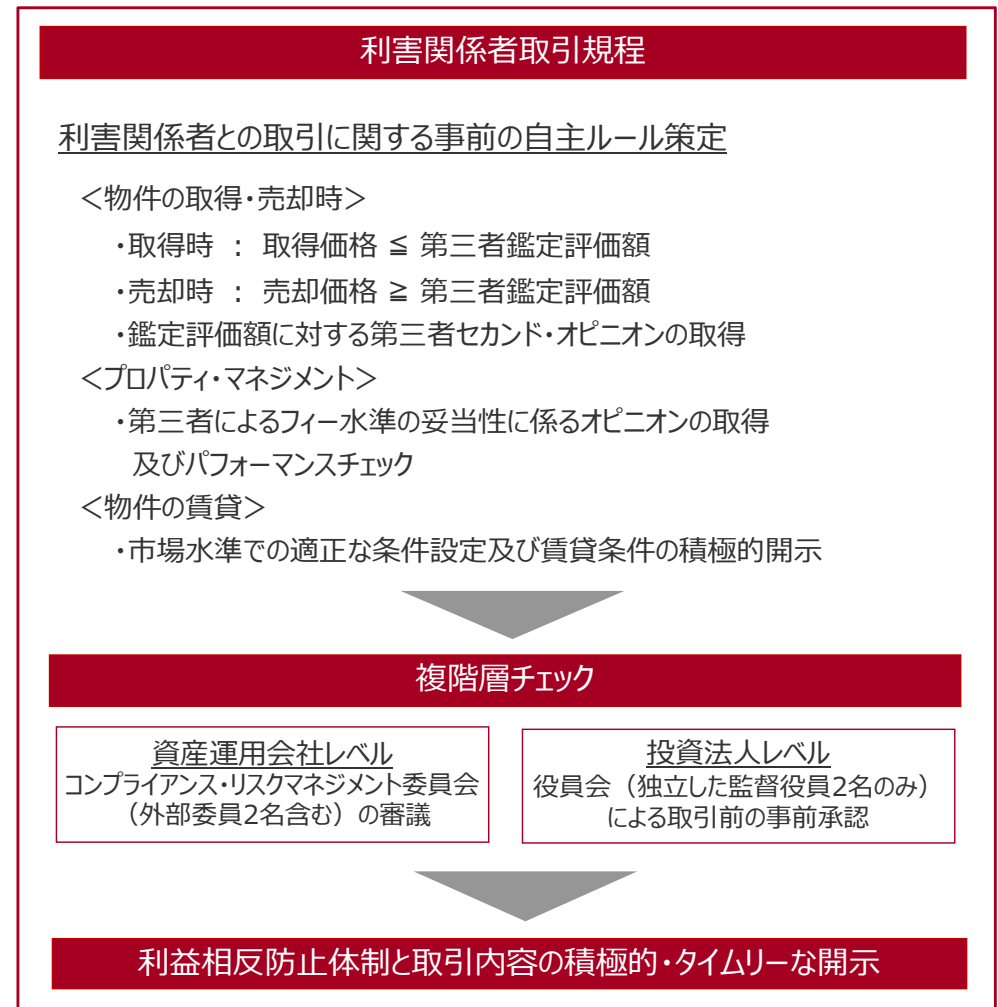 利害関係者取引規程
利害関係者との取引に関する事前の自主ルール策定
＜物件の取得・売却時＞
・取得時 ： 取得価格 ≦ 第三者鑑定評価額
・売却時 ： 売却価格 ≧ 第三者鑑定評価額
・鑑定評価額に対する第三者セカンド・オピニオンの取得
＜プロパティ・マネジメント＞
・第三者によるフィー水準の妥当性に係るオピニオンの取得
及びパフォーマンスチェック
＜物件の賃貸＞
・市場水準での適正な条件設定及び賃貸条件の積極的開示
複階層チェック
資産運用会社レベル
コンプライアンス・リスクマネジメント委員会
（外部委員2名含む）の審議
投資法人レベル
役員会（独立した監督役員2名のみ）
による取引前の事前承認
利益相反防止体制と取引内容の積極的・タイムリーな開示